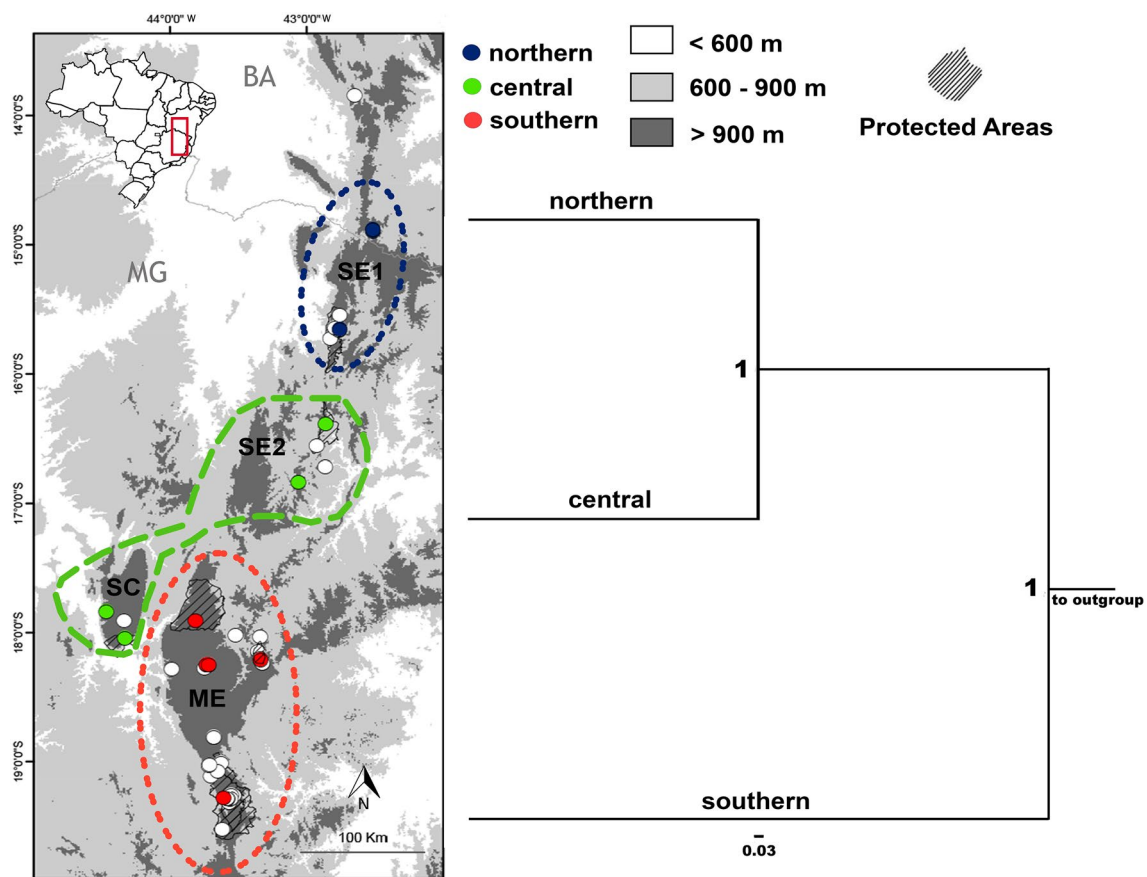 44°0'0" W
43°0'0"W
14°0'0"S
15°0'0"S
16°0'0"S
17°0'0"S
18°0'0"S
19°0'0"S
BA
MG
SE1
SE2
SC
ME
N
100 Km
northern
central
southern
< 600 m
600 - 900 m
> 900 m
Protected Areas
northern
1
central
1
to outgroup
southern
0.03